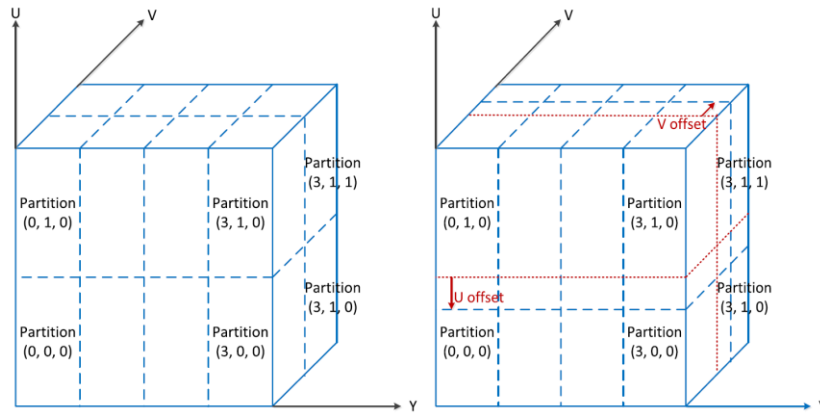 U
V
Partition
(0, 1, 0)
Partition
(3, 1, 0)
Partition
(3, 1, 1)
Partition
(0, 0, 0)
Partition
(3, 0, 0)
Partition
(3, 1, 0)
Y
U
V
V offset
Partition
(0, 1, 0)
Partition
(3, 1, 0)
Partition
(3, 1, 1)
U offset
Partition
(0, 0, 0)
Partition
(3, 0, 0)
Partition
(3, 1, 0)
Y